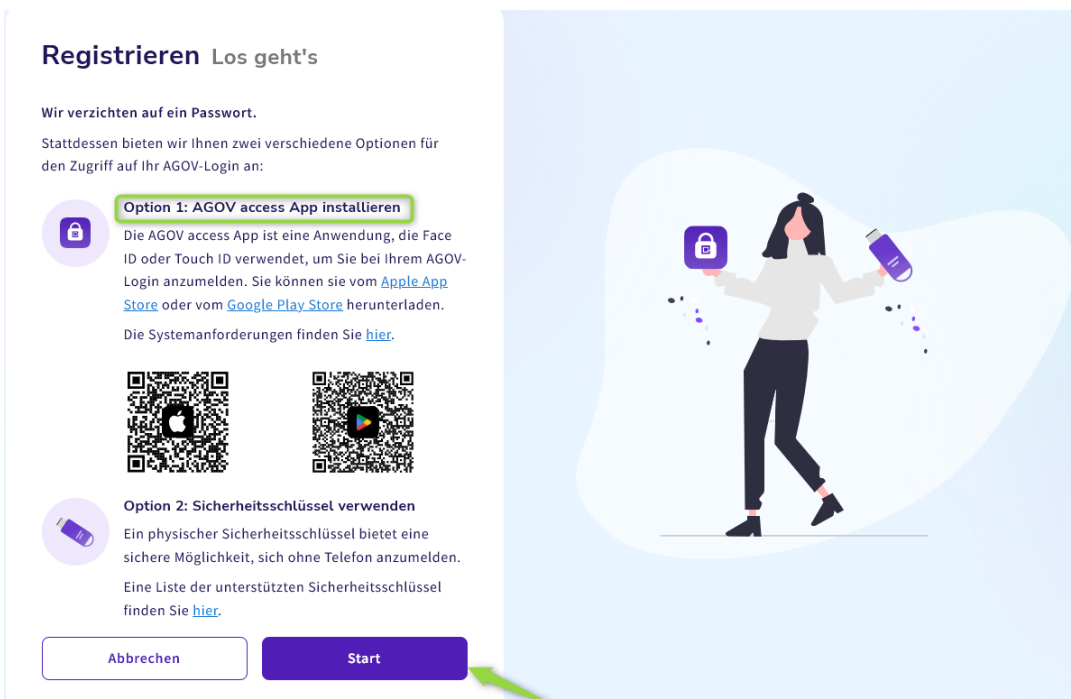 Registrieren Los geht's
Wir verzichten auf ein Passwort.
Stattdessen bieten wir Ihnen zwei verschiedene Optionen für
den Zugriff auf Ihr AGOV-Login an:
Option 1: AGOV access App installieren
Die AGOV access App ist eine Anwendung, die Face
ID oder Touch ID verwendet, um Sie bei Ihrem AGOV-
Login anzumelden. Sie können sie vom Apple App
Store oder vom Google Play Store herunterladen.
Die Systemanforderungen finden Sie hier.
Option 2: Sicherheitsschlüssel verwenden
Ein physischer Sicherheitsschlüssel bietet eine
sichere Möglichkeit, sich ohne Telefon anzumelden.
Eine Liste der unterstützten Sicherheitsschlüssel
finden Sie hier.
Abbrechen
Start